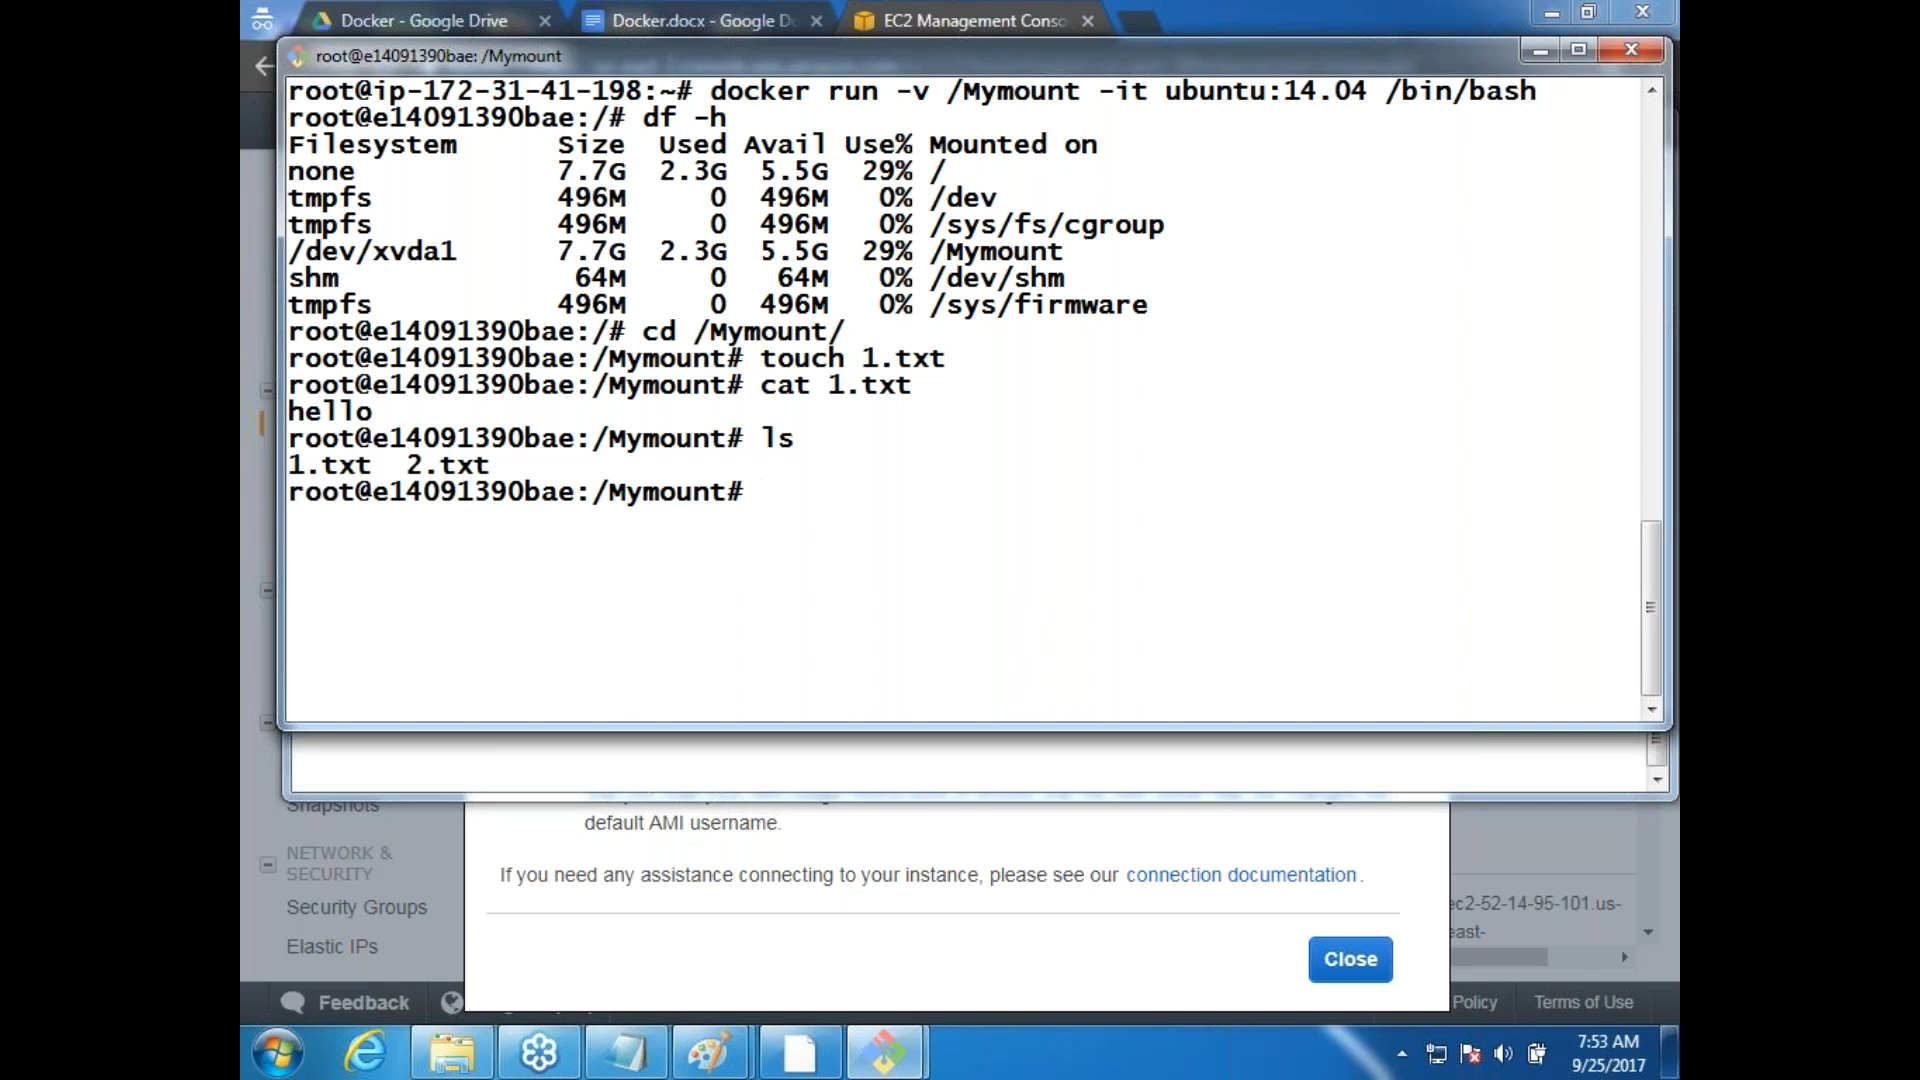 Docker - Google Drive
Docker.docx - Google D
EC2 Management Conso
root@e14091390bae: /Mymount
root@ip-172-31-41-198:~# docker run -v /Mymount -it ubuntu:14.04 /bin/bash
root@e14091390bae:/# df -h
Filesystem Size Used Avail Use% Mounted on
none 7.7G 2.3G 5.5G 29% /
tmpfs 496M 0 496M 0% /dev
tmpfs 496M 0 496M 0% /sys/fs/cgroup
/dev/xvda1 7.7G 2.3G 5.5G 29% /Mymount
shm 64M 0 64M 0% /dev/shm
tmpfs 496M 0 496M 0% /sys/firmware
root@e14091390bae:/# cd /Mymount/
root@e14091390bae:/Mymount# touch 1.txt
root@e14091390bae:/Mymount# cat 1.txt
hello
root@e14091390bae:/Mymount# ls
1.txt 2.txt
root@e14091390bae:/Mymount#
Snapshots
default AMI username.
NETWORK &
SECURITY
If you need any assistance connecting to your instance, please see our connection documentation.
Security Groups
ec2-52-14-95-101.us-
east-
Elastic IPs
Close
Feedback
Policy
Terms of Use
7:53 AM
9/25/2017